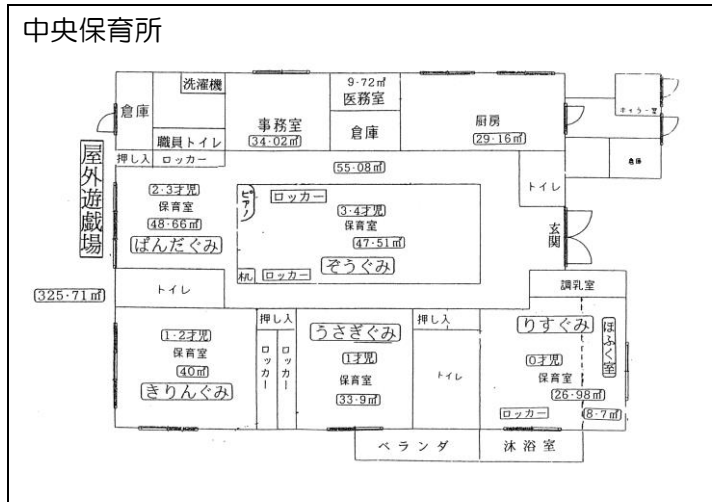 中央保育所
洗濯機
倉庫
職員トイレ
事務室
34・02㎡
9・72㎡
医務室
倉庫
厨房
29・16㎡
ボイラー室
倉庫
押し入
ロッカー
55・08㎡
トイレ
屋外遊戯場
325・71㎡
2・3才児
保育室
48・66㎡
ぱんだぐみ
ピアノ
ロッカー
3・4才児
保育室
47・51㎡
ぞうぐみ
ロッカー
玄関
トイレ
調乳室
1・2才児
保育室
40㎡
きりんぐみ
押し入
ロッカー
ロッカー
うさぎぐみ
1才児
保育室
33・9㎡
押し入
トイレ
りすぐみ
0才児
保育室
26・98㎡
ロッカー
ほふく室
8・7㎡
ベランダ
沐浴室